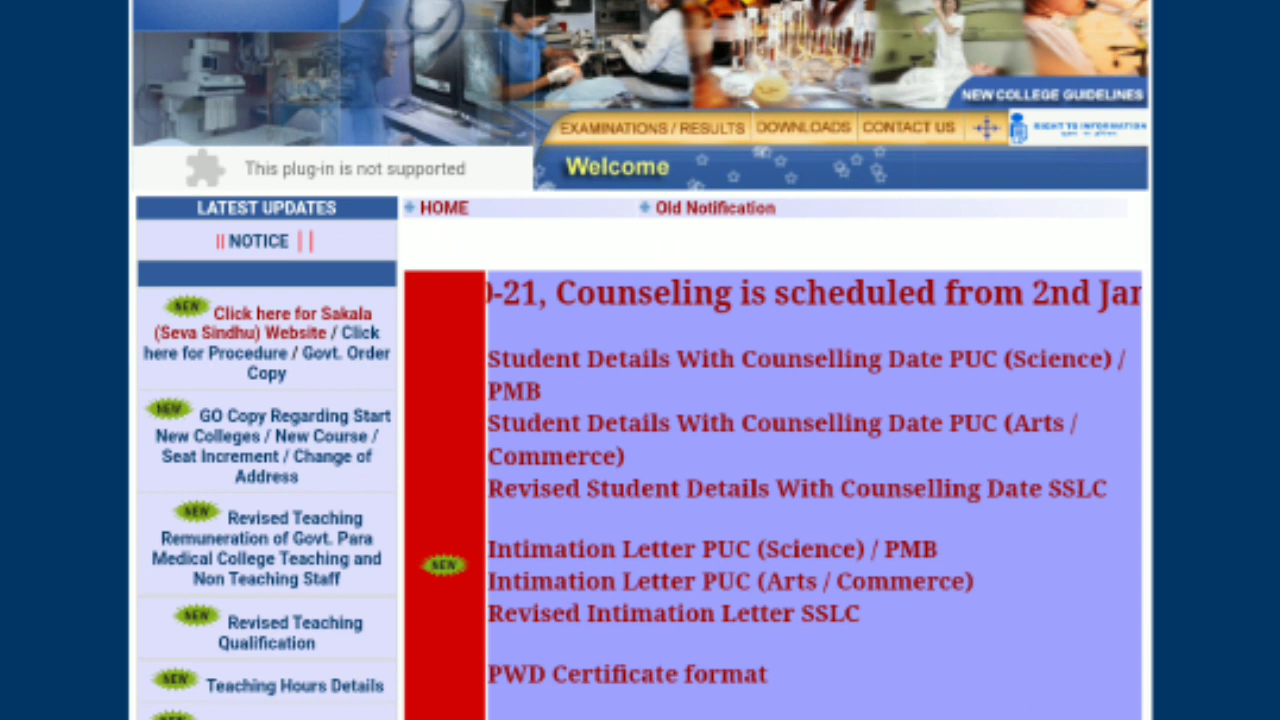 NEW COLLEGE GUIDELINES
EXAMINATIONS / RESULTS DOWNLOADS CONTACT US RIGHT TO INFORMATION
This plug-in is not supported
Welcome
LATEST UPDATES
HOME Old Notification
|| NOTICE ||
NEW Click here for Sakala
(Seva Sindhu) Website / Click
here for Procedure / Govt. Order
Copy
NEW GO Copy Regarding Start
New Colleges / New Course /
Seat Increment / Change of
Address
NEW Revised Teaching
Remuneration of Govt. Para
Medical College Teaching and
Non Teaching Staff
NEW Revised Teaching
Qualification
NEW Teaching Hours Details
-21, Counseling is scheduled from 2nd Jan
Student Details With Counselling Date PUC (Science) /
PMB
Student Details With Counselling Date PUC (Arts /
Commerce)
Revised Student Details With Counselling Date SSLC
NEW
Intimation Letter PUC (Science) / PMB
Intimation Letter PUC (Arts / Commerce)
Revised Intimation Letter SSLC
PWD Certificate format